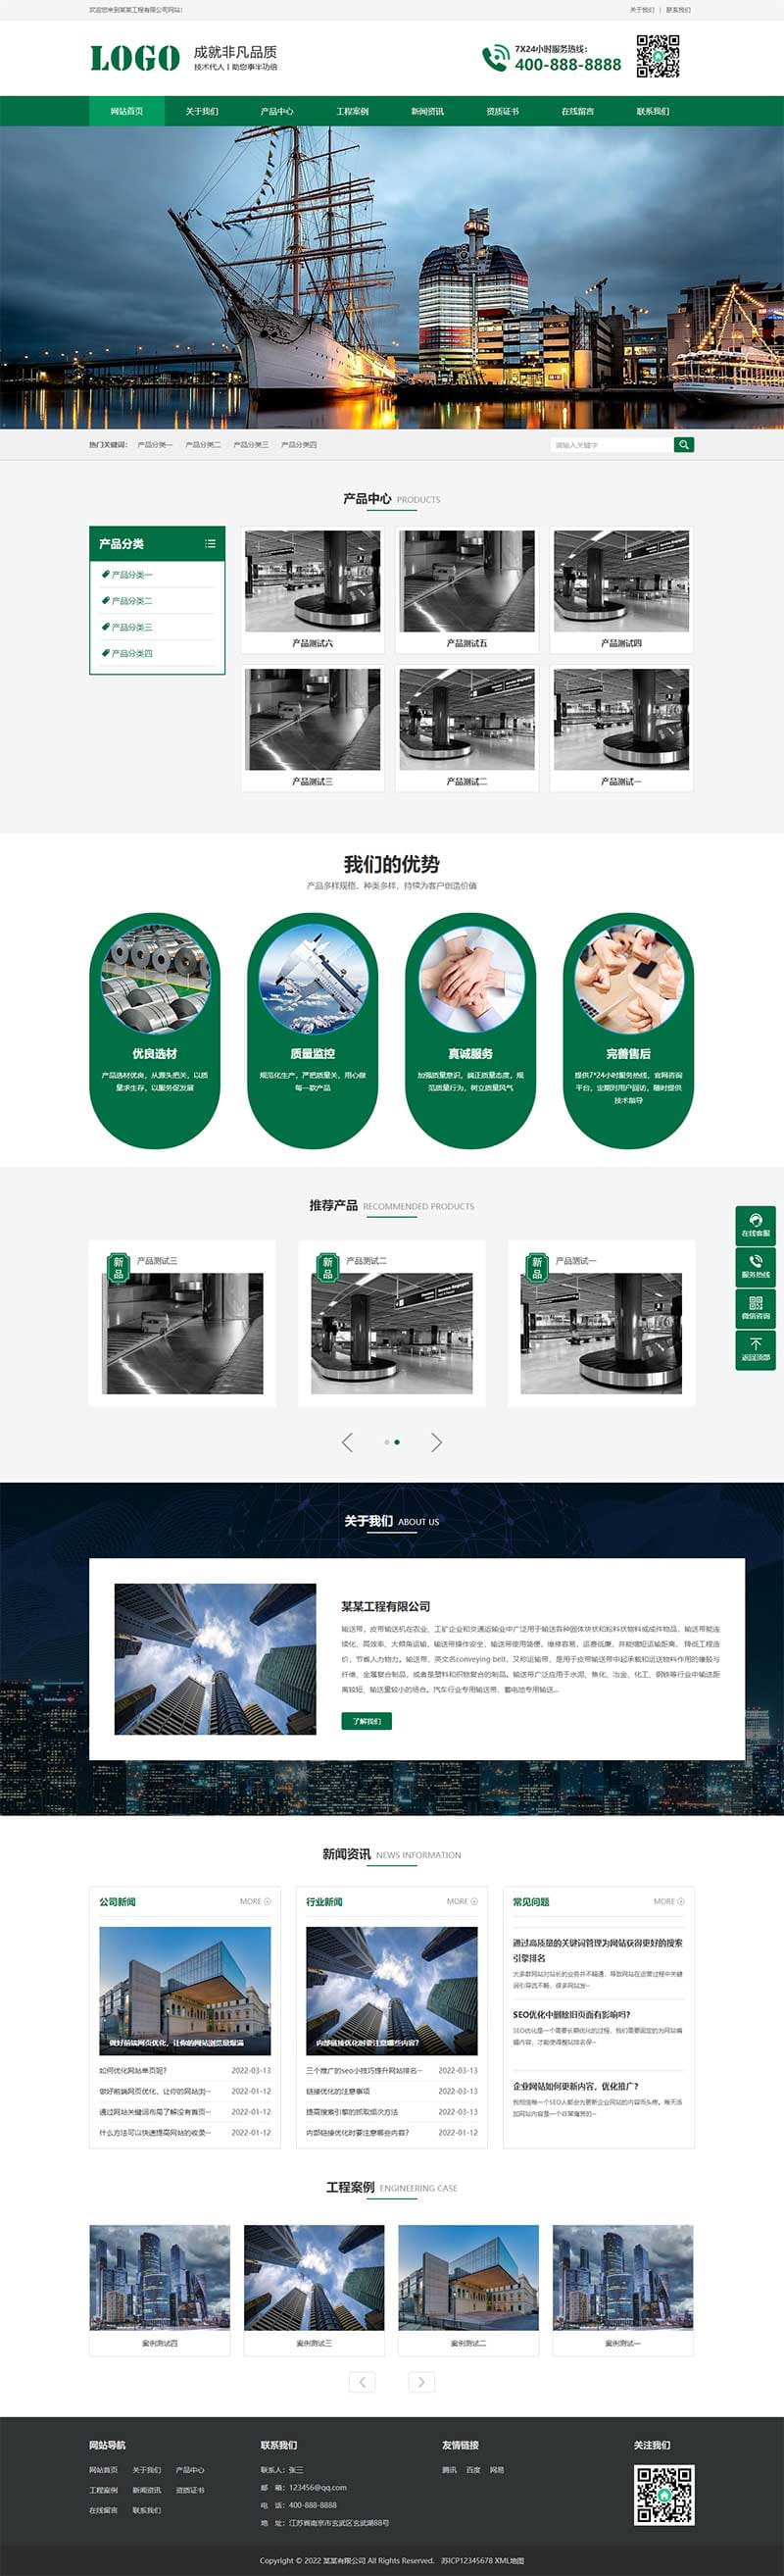 欢迎您来到某某工程有限公司网站!
关于我们 | 联系我们
LOGO
成就非凡品质
技术代人丨助您事半功倍
7X24小时服务热线:
400-888-8888
网站首页 关于我们 产品中心 工程案例 新闻资讯 资质证书 在线留言 联系我们
热门关键词: 产品分类一 产品分类二 产品分类三 产品分类四
请输入关键字
产品中心 PRODUCTS
产品分类
产品分类一
产品分类二
产品分类三
产品分类四
产品测试六 产品测试五 产品测试四
产品测试三 产品测试二 产品测试一
我们的优势
产品多样规格，种类多样，持续为客户创造价值
优良选材
产品选材优良，从源头把关，以质
量求生存，以服务促发展
质量监控
规范化生产，严把质量关，用心做
每一款产品
真诚服务
加强质量意识，端正质量态度，规
范质量行为，树立质量风气
完善售后
提供7*24小时服务热线，官网咨询
平台，定期对用户回访，随时提供
技术指导
推荐产品 RECOMMENDED PRODUCTS
新品 产品测试三
新品 产品测试二
新品 产品测试一
在线客服
服务热线
微信咨询
返回顶部
关于我们 ABOUT US
某某工程有限公司
输送带，皮带输送机在农业、工矿企业和交通运输业中广泛用于输送各种固体块状和粉料状物料或成件物品，输送带能连
续化、高效率、大倾角运输，输送带操作安全，输送带使用简便，维修容易，运费低廉，并能缩短运输距离， 降低工程造
价，节省人力物力。输送带，英文名conveying belt，又称运输带，是用于皮带输送带中起承载和运送物料作用的橡胶与
纤维、金属复合制品，或者是塑料和织物复合的制品。输送带广泛应用于水泥、焦化、冶金、化工、钢铁等行业中输送距
离较短、输送量较小的场合。汽车行业专用输送带、蓄电池专用输送...
了解我们
新闻资讯 NEWS INFORMATION
公司新闻 MORE
做好前端网页优化，让你的网站浏览量爆满
如何优化网站单页呢? 2022-03-13
做好前端网页优化，让你的网站浏··· 2022-01-12
通过网站关键词布局了解没有首页··· 2022-01-12
什么方法可以快速提高网站的收录··· 2022-01-12
行业新闻 MORE
内部链接优化时要注意哪些内容?
三个推广的seo小技巧提升网站排名··· 2022-03-13
链接优化的注意事项 2022-03-13
提高搜索引擎的抓取频次方法 2022-03-13
内部链接优化时要注意哪些内容? 2022-01-12
常见问题 MORE
通过高质量的关键词管理为网站获得更好的搜索
引擎排名
大多数网站对站长的业务并不精通，导致网站在运营过程中关键
词引导流不畅，很多网站发···
SEO优化中删除旧页面有影响吗?
SEO优化是一个需要长期优化的过程，我们需要固定的为网站编
辑内容，才能使得整站排名保···
企业网站如何更新内容，优化推广?
我相信每一个SEO人都会为更新企业网站的内容而头疼。每天添
加网站内容是一个非常痛苦的···
工程案例 ENGINEERING CASE
案例测试四 案例测试三 案例测试二 案例测试一
网站导航
网站首页 关于我们 产品中心
工程案例 新闻资讯 资质证书
在线留言 联系我们
联系我们
联系人：张三
邮 箱：123456@qq.com
电 话：400-888-8888
地 址：江苏省南京市玄武区玄武湖88号
友情链接
腾讯 百度 网易
关注我们
Copyright © 2022 某某有限公司 All Rights Reserved. 苏ICP12345678 XML地图